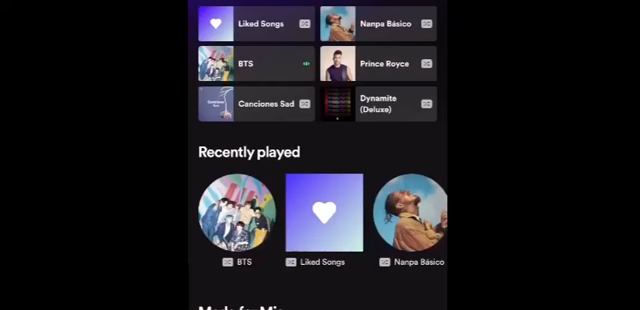 Liked Songs
Nanpa Básico
BTS
Prince Royce
Canciones Sad
Dynamite
(Deluxe)
Recently played
BTS
Liked Songs
Nanpa Básico